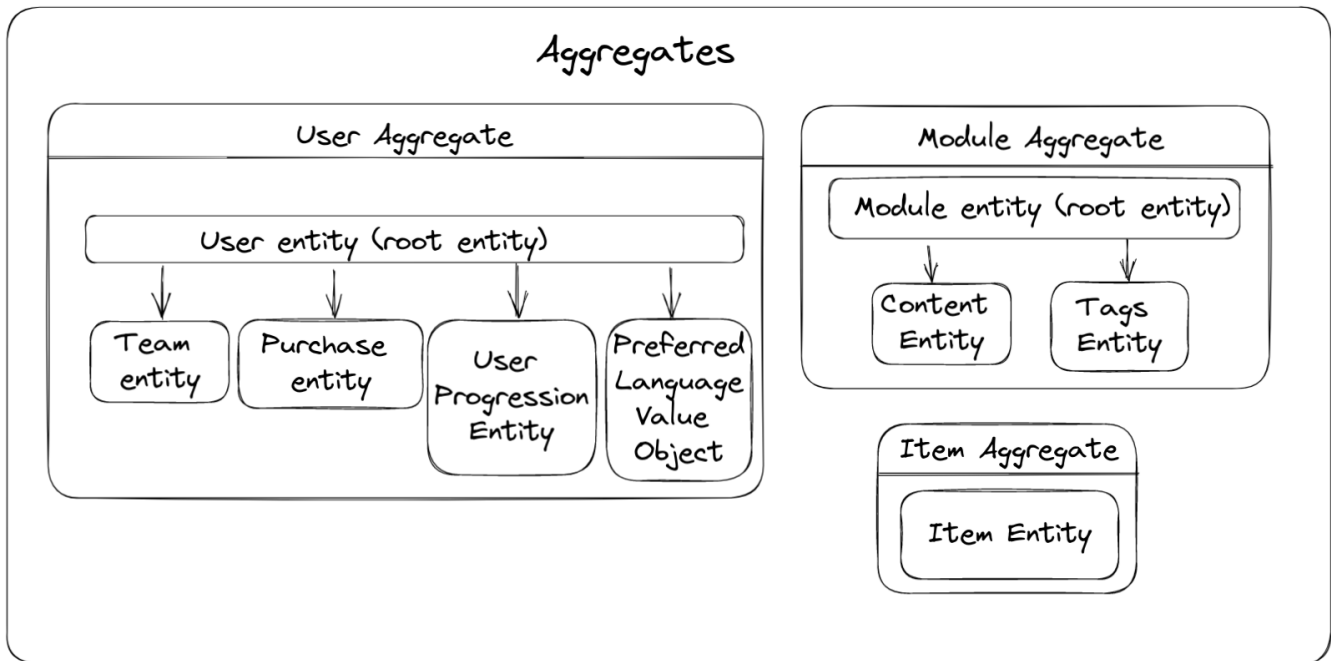 Aggregates
User Aggregate
User entity (root entity)
Team
entity
Purchase
entity
User
Progression
Entity
Preferred
Language
Value
Object
Module Aggregate
Module entity (root entity)
Content
Entity
Tags
Entity
Item Aggregate
Item Entity